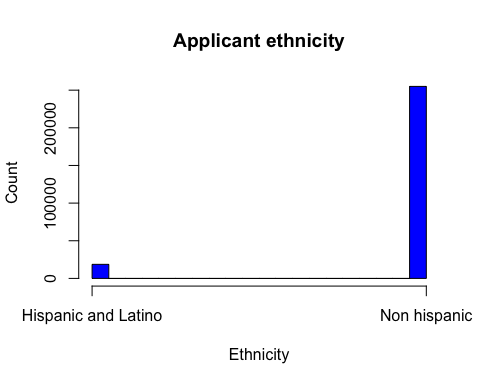 Applicant ethnicity
Count
200000
100000
0
Hispanic and Latino
Non hispanic
Ethnicity